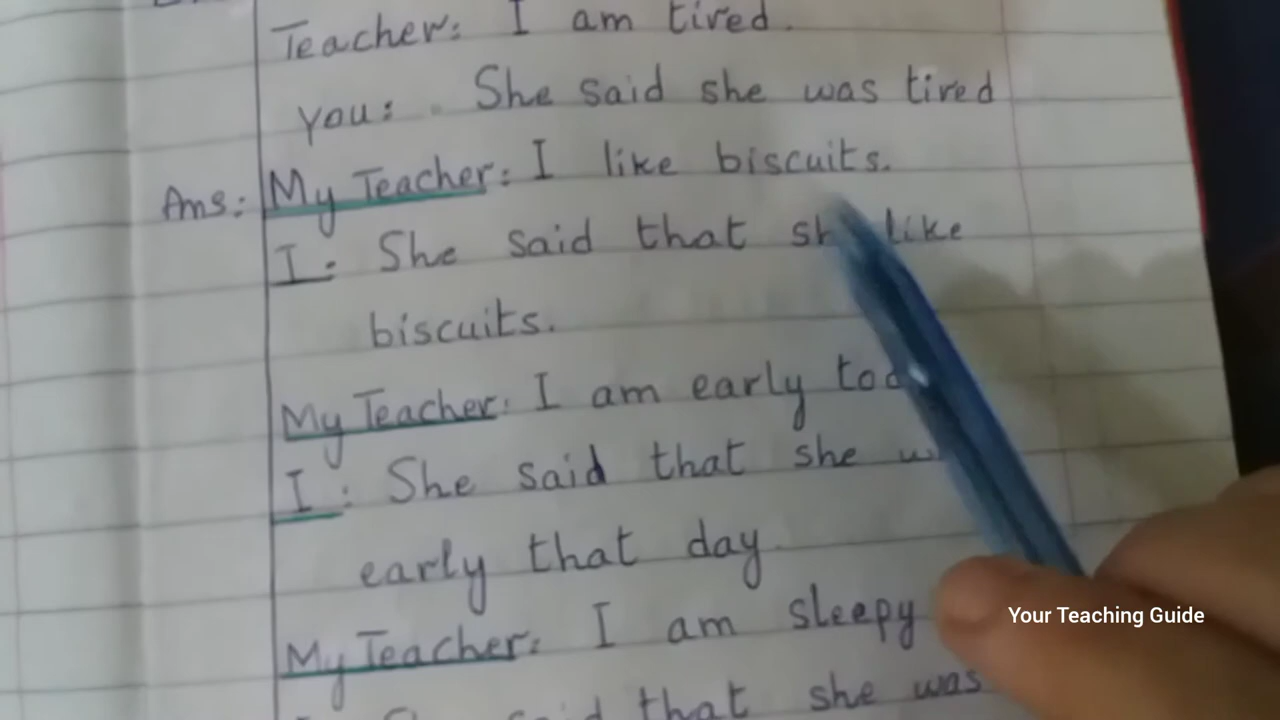 Teacher: I am tired.
You: She said she was tired
Ans: My Teacher: I like biscuits.
I: She said that like
biscuits.
My Teacher: I am early
I: She said that she
early that day.
My Teacher: I am sleepy
Your Teaching Guide
said that she was